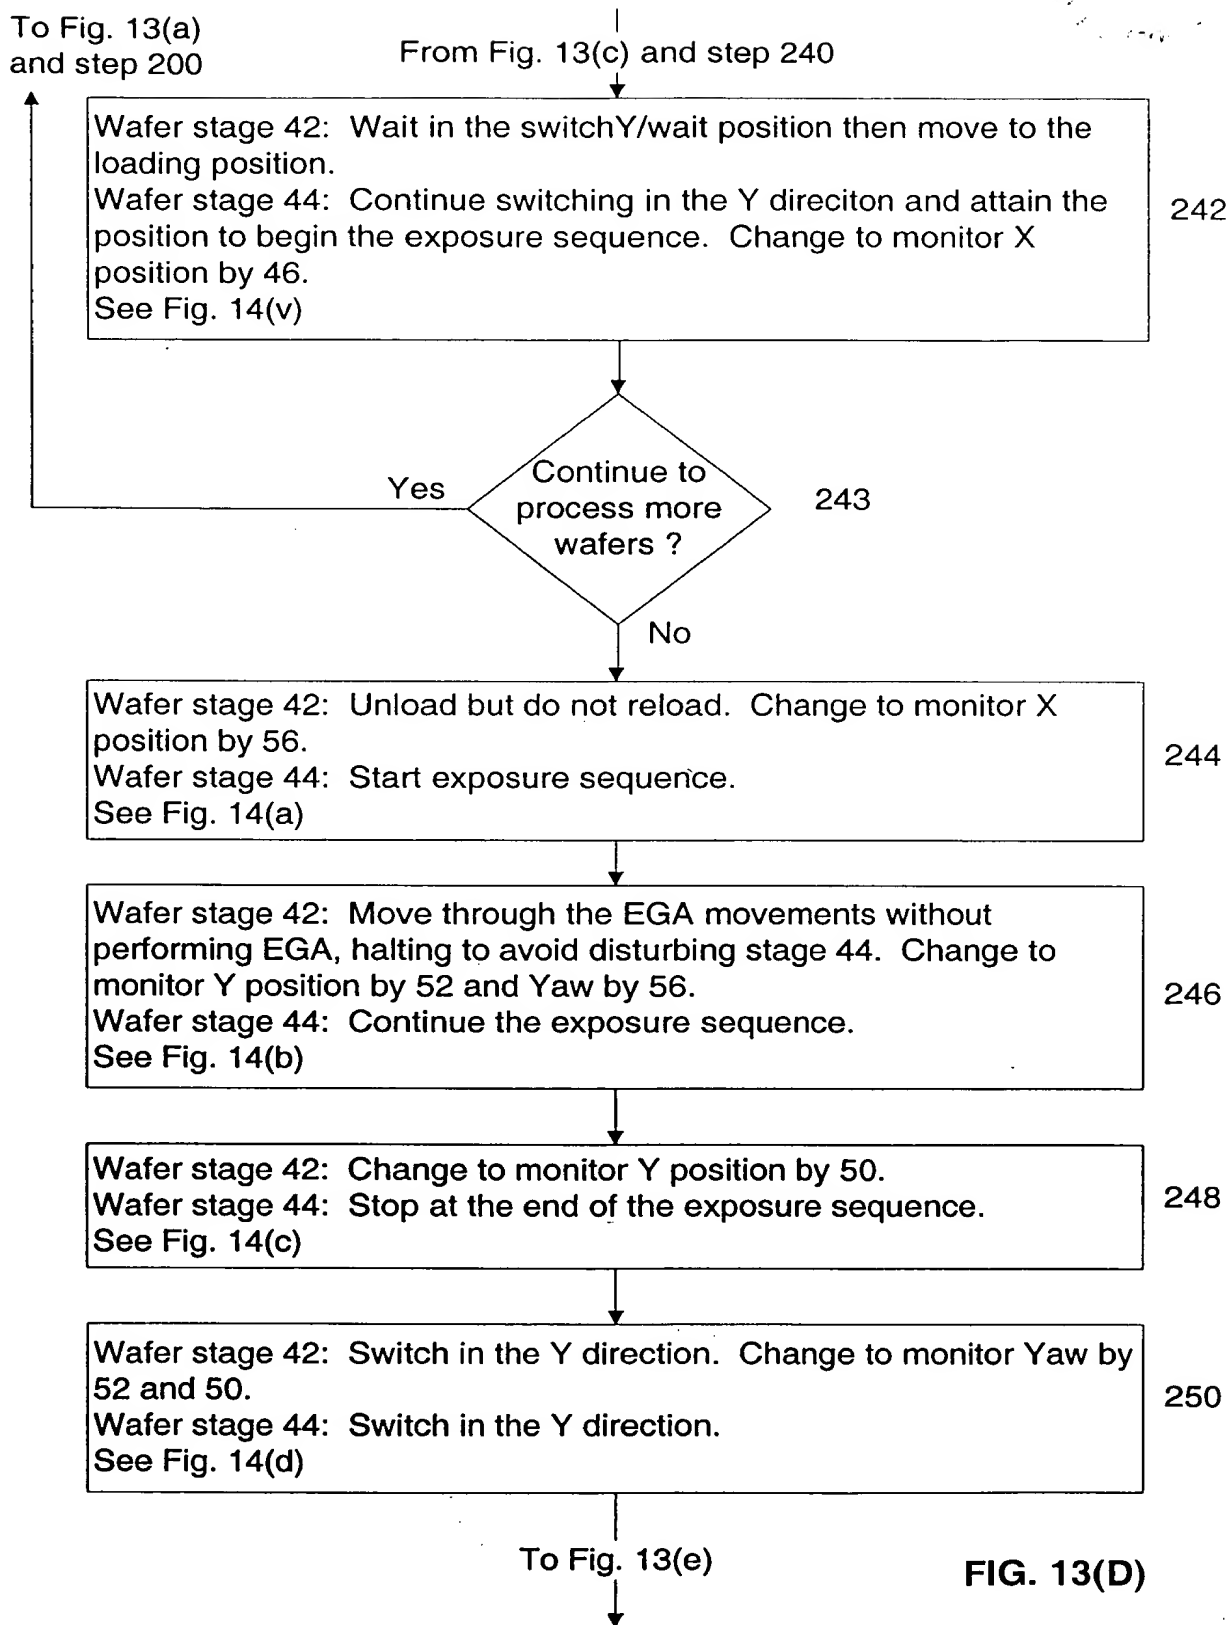 To Fig. 13(a)
and step 200
From Fig. 13(c) and step 240
Wafer stage 42: Wait in the switchY/wait position then move to the
loading position.
Wafer stage 44: Continue switching in the Y direciton and attain the
position to begin the exposure sequence. Change to monitor X
position by 46.
See Fig. 14(v)
242
Yes
Continue to
process more
wafers ?
243
No
Wafer stage 42: Unload but do not reload. Change to monitor X
position by 56.
Wafer stage 44: Start exposure sequence.
See Fig. 14(a)
244
Wafer stage 42: Move through the EGA movements without
performing EGA, halting to avoid disturbing stage 44. Change to
monitor Y position by 52 and Yaw by 56.
Wafer stage 44: Continue the exposure sequence.
See Fig. 14(b)
246
Wafer stage 42: Change to monitor Y position by 50.
Wafer stage 44: Stop at the end of the exposure sequence.
See Fig. 14(c)
248
Wafer stage 42: Switch in the Y direction. Change to monitor Yaw by
52 and 50.
Wafer stage 44: Switch in the Y direction.
See Fig. 14(d)
250
To Fig. 13(e)
FIG. 13(D)